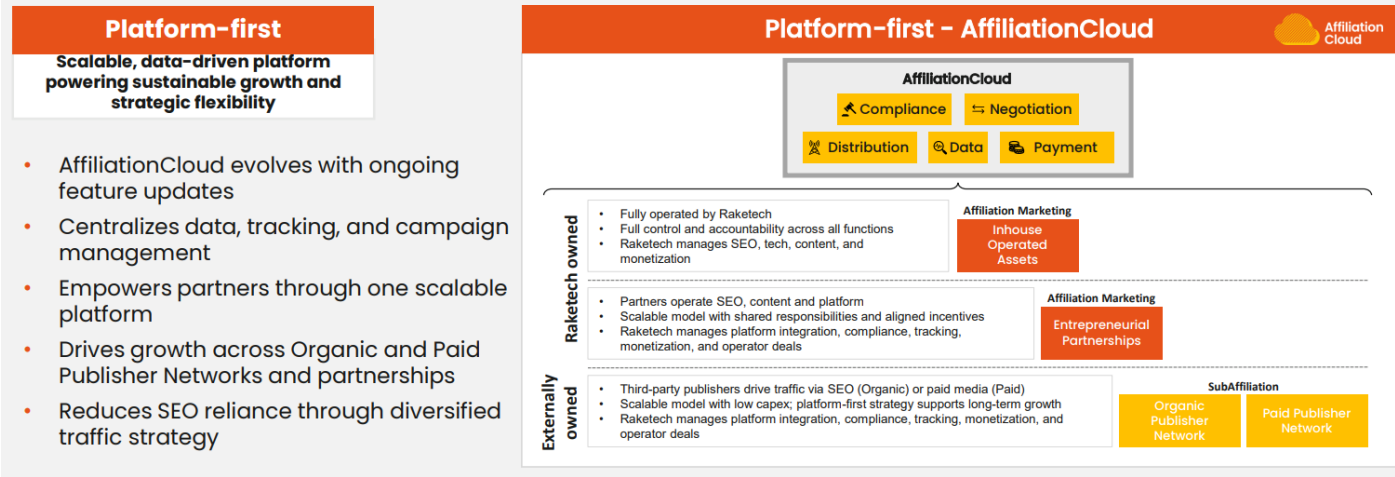 Platform-first
Scalable, data-driven platform
powering sustainable growth and
strategic flexibility
• AffiliationCloud evolves with ongoing
feature updates
• Centralizes data, tracking, and campaign
management
• Empowers partners through one scalable
platform
• Drives growth across Organic and Paid
Publisher Networks and partnerships
• Reduces SEO reliance through diversified
traffic strategy
Platform-first - AffiliationCloud
Affiliation
Cloud
AffiliationCloud
Compliance
Negotiation
Distribution
Data
Payment
Raketech owned
• Fully operated by Raketech
• Full control and accountability across all functions
• Raketech manages SEO, tech, content, and
monetization
Affiliation Marketing
Inhouse
Operated
Assets
• Partners operate SEO, content and platform
• Scalable model with shared responsibilities and aligned incentives
• Raketech manages platform integration, compliance, tracking,
monetization, and operator deals
Affiliation Marketing
Entrepreneurial
Partnerships
Externally
owned
• Third-party publishers drive traffic via SEO (Organic) or paid media (Paid)
• Scalable model with low capex; platform-first strategy supports long-term growth
• Raketech manages platform integration, compliance, tracking, monetization, and
operator deals
SubAffiliation
Organic
Publisher
Network
Paid Publisher
Network